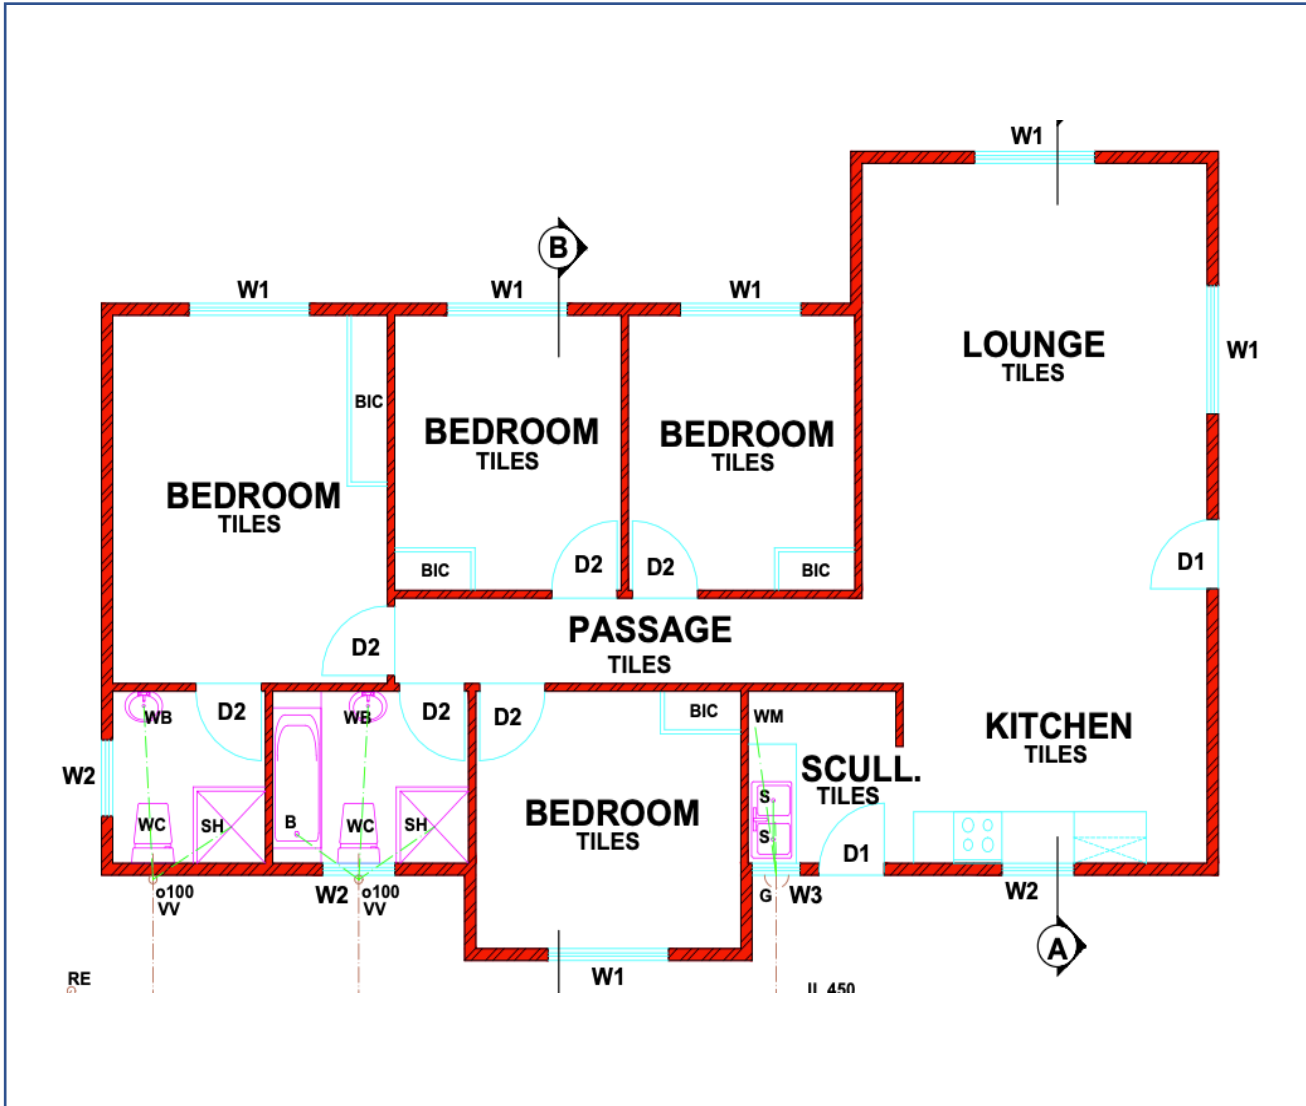 W1
B
W1
W1
W1
LOUNGE
TILES
W1
BIC
BEDROOM
TILES
BEDROOM
TILES
BEDROOM
TILES
D2
D2
BIC
BIC
D1
PASSAGE
TILES
D2
WB
D2
WB
D2
D2
BIC
WM
KITCHEN
TILES
W2
SCULL.
TILES
S
BEDROOM
TILES
WC
SH
B
WC
SH
S
D1
o100
VV
W2
o100
VV
G
W3
W2
A
W1
RE
IL 450